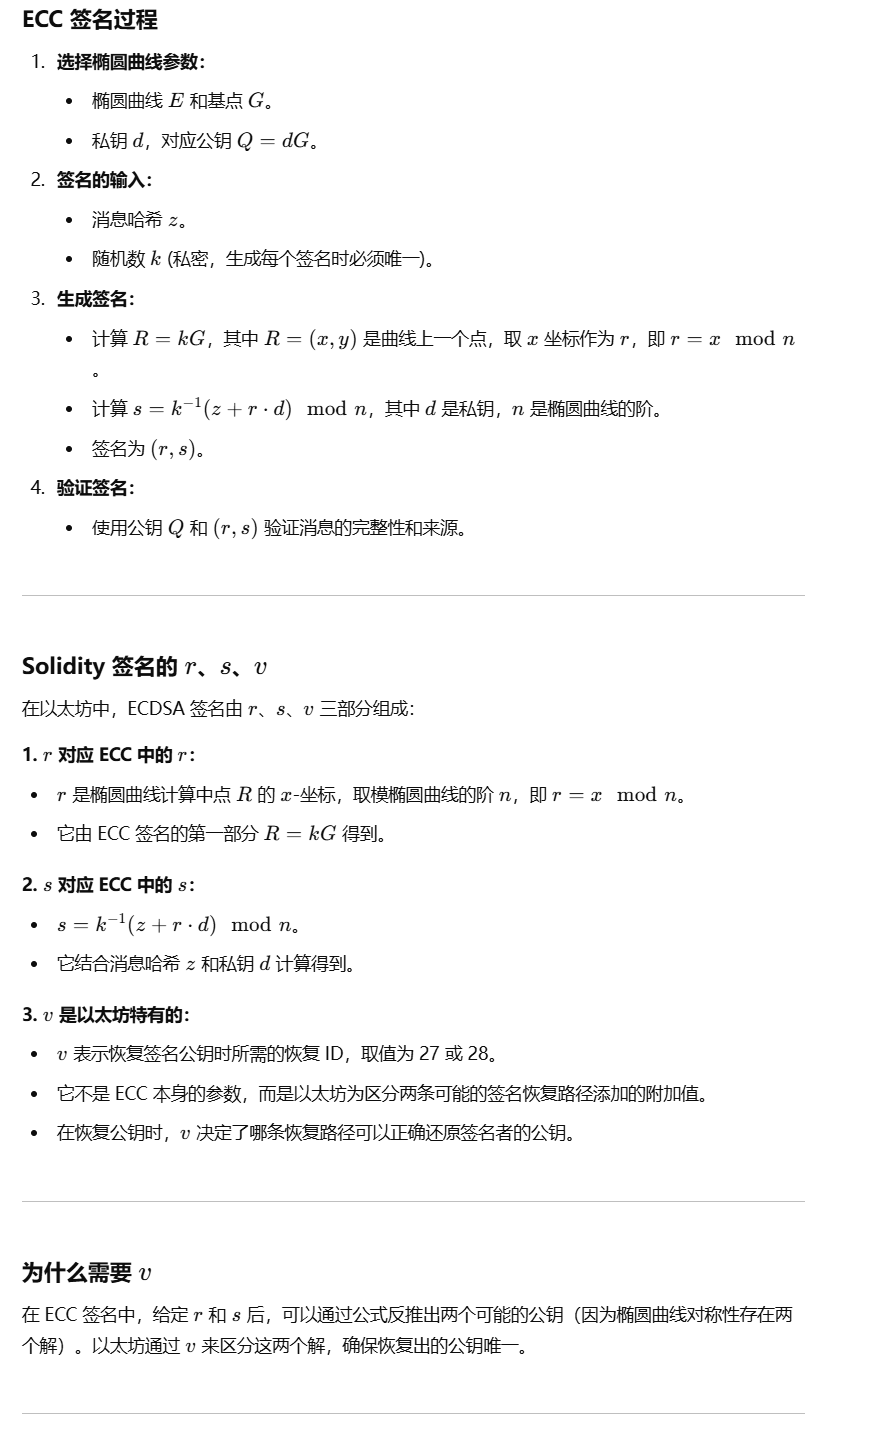 ECC 签名过程
1. 选择椭圆曲线参数：
• 椭圆曲线 E 和基点 G。
• 私钥 d，对应公钥 Q = dG。
2. 签名的输入：
• 消息哈希 z。
• 随机数 k (私密，生成每个签名时必须唯一)。
3. 生成签名：
• 计算 R = kG，其中 R = (x, y) 是曲线上一个点，取 x 坐标作为 r，即 r = x mod n
。
• 计算 s = k⁻¹(z + r · d) mod n，其中 d 是私钥，n 是椭圆曲线的阶。
• 签名为 (r, s)。
4. 验证签名：
• 使用公钥 Q 和 (r, s) 验证消息的完整性和来源。
Solidity 签名的 r、s、v
在以太坊中，ECDSA 签名由 r、s、v 三部分组成：
1. r 对应 ECC 中的 r：
• r 是椭圆曲线计算中点 R 的 x-坐标，取模椭圆曲线的阶 n，即 r = x mod n。
• 它由 ECC 签名的第一部分 R = kG 得到。
2. s 对应 ECC 中的 s：
• s = k⁻¹(z + r · d) mod n。
• 它结合消息哈希 z 和私钥 d 计算得到。
3. v 是以太坊特有的：
• v 表示恢复签名公钥时所需的恢复 ID，取值为 27 或 28。
• 它不是 ECC 本身的参数，而是以太坊为区分两条可能的签名恢复路径添加的附加值。
• 在恢复公钥时，v 决定了哪条恢复路径可以正确还原签名者的公钥。
为什么需要 v
在 ECC 签名中，给定 r 和 s 后，可以通过公式反推出两个可能的公钥（因为椭圆曲线对称性存在两
个解）。以太坊通过 v 来区分这两个解，确保恢复出的公钥唯一。